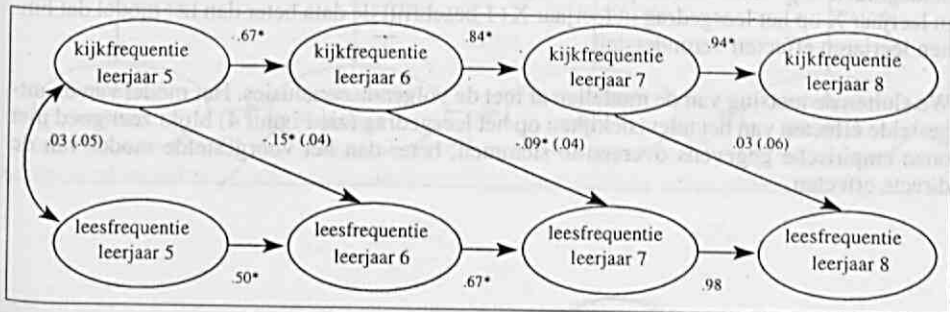 .67*
.84*
.94*
kijkfrequentie
leerjaar 5
kijkfrequentie
leerjaar 6
kijkfrequentie
leerjaar 7
kijkfrequentie
leerjaar 8
.03 (.05)
-.15* (.04)
-.09* (.04)
.03 (.06)
leesfrequentie
leerjaar 5
leesfrequentie
leerjaar 6
leesfrequentie
leerjaar 7
leesfrequentie
leerjaar 8
.50*
.67*
.98